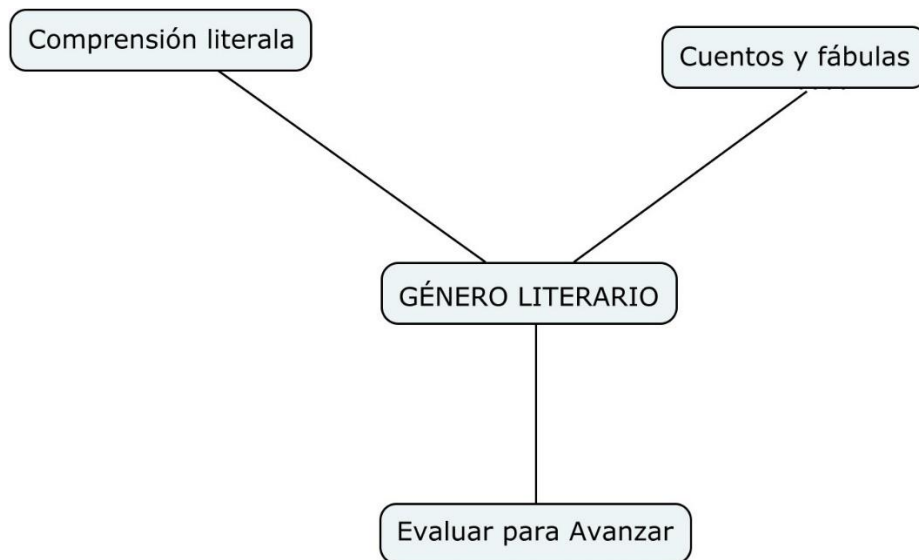 Comprensión literala
Cuentos y fábulas
GÉNERO LITERARIO
Evaluar para Avanzar